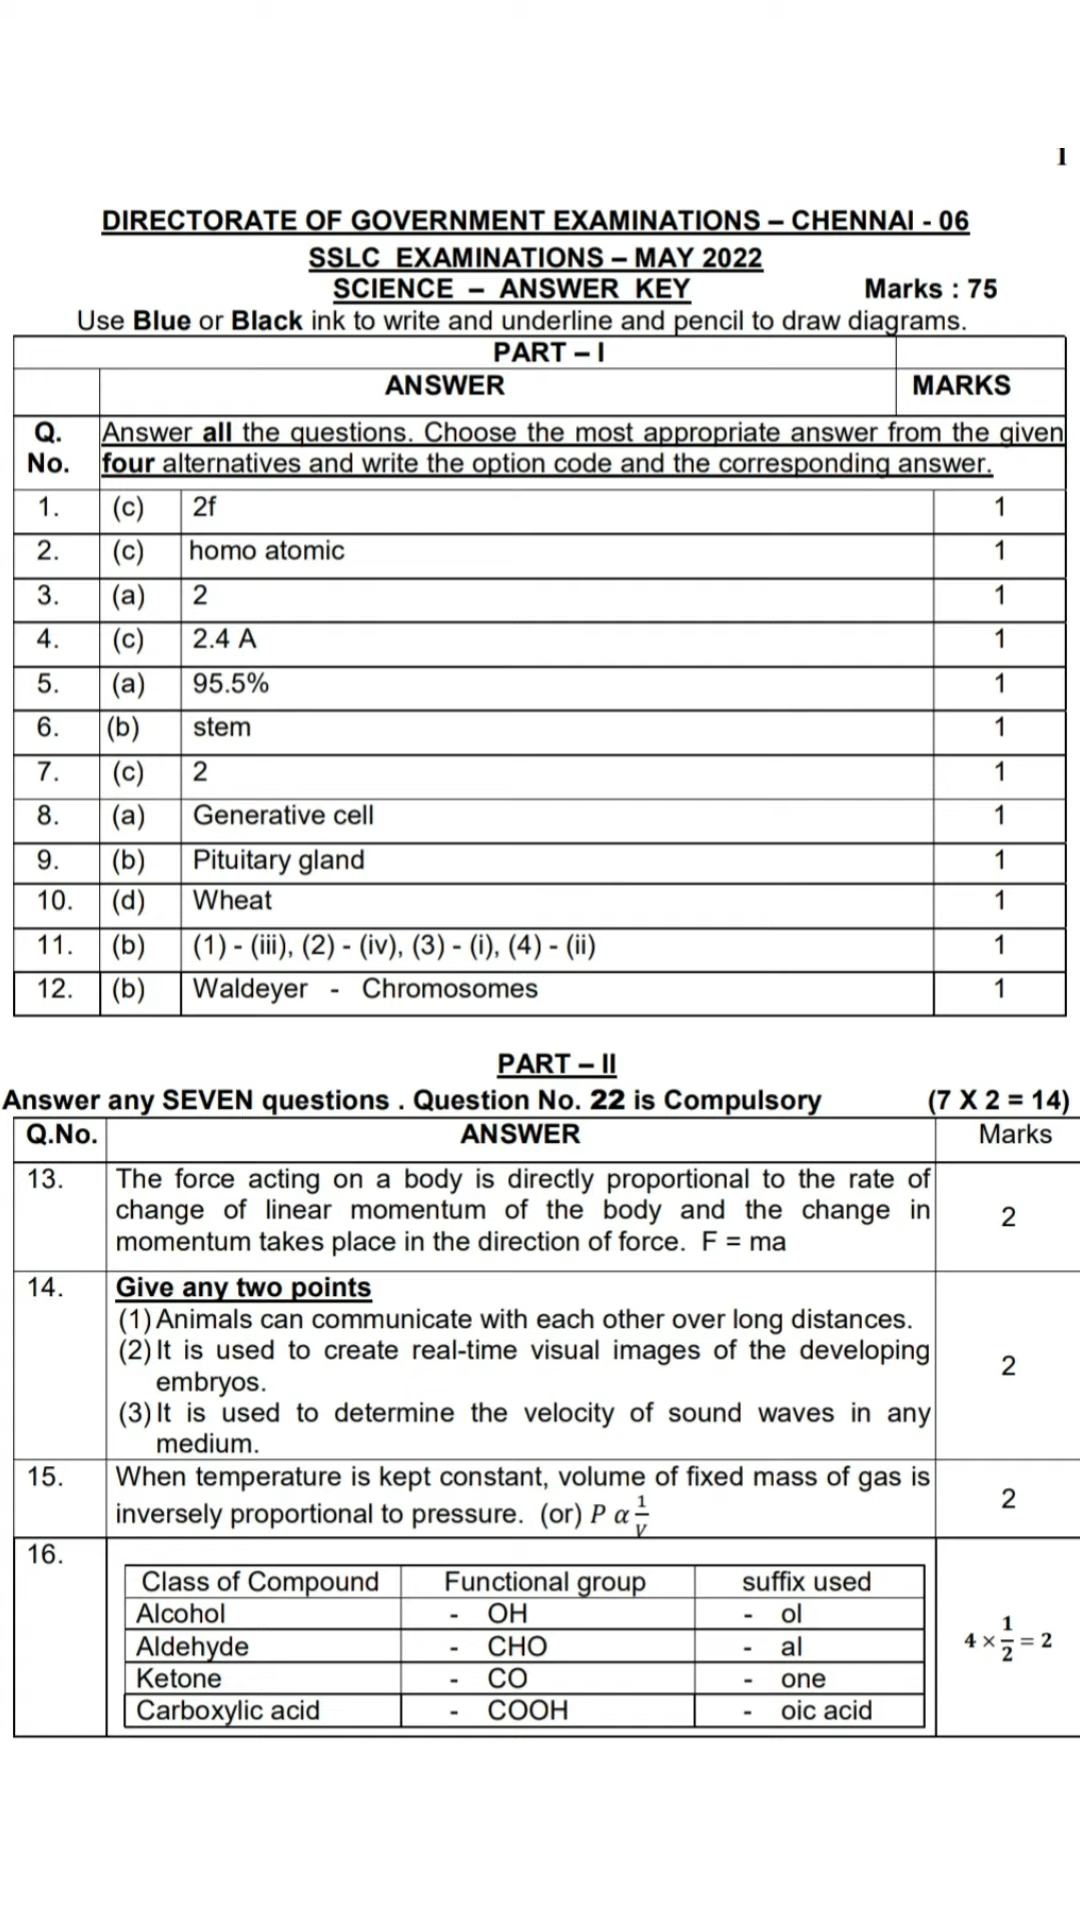 1
DIRECTORATE OF GOVERNMENT EXAMINATIONS – CHENNAI - 06
SSLC EXAMINATIONS – MAY 2022
SCIENCE – ANSWER KEY Marks : 75
Use Blue or Black ink to write and underline and pencil to draw diagrams.
PART – I
ANSWER MARKS
Q. No. Answer all the questions. Choose the most appropriate answer from the given
four alternatives and write the option code and the corresponding answer.
1. (c) 2f 1
2. (c) homo atomic 1
3. (a) 2 1
4. (c) 2.4 A 1
5. (a) 95.5% 1
6. (b) stem 1
7. (c) 2 1
8. (a) Generative cell 1
9. (b) Pituitary gland 1
10. (d) Wheat 1
11. (b) (1) - (iii), (2) - (iv), (3) - (i), (4) - (ii) 1
12. (b) Waldeyer - Chromosomes 1
PART – II
Answer any SEVEN questions . Question No. 22 is Compulsory (7 X 2 = 14)
Q.No. ANSWER Marks
13. The force acting on a body is directly proportional to the rate of
change of linear momentum of the body and the change in
momentum takes place in the direction of force. F = ma
2
14. Give any two points
(1) Animals can communicate with each other over long distances.
(2) It is used to create real-time visual images of the developing
embryos.
(3) It is used to determine the velocity of sound waves in any
medium.
2
15. When temperature is kept constant, volume of fixed mass of gas is
inversely proportional to pressure. (or) P α 1/V
2
16.
Class of Compound Functional group suffix used
Alcohol - OH - ol
Aldehyde - CHO - al
Ketone - CO - one
Carboxylic acid - COOH - oic acid
4 × 1/2 = 2